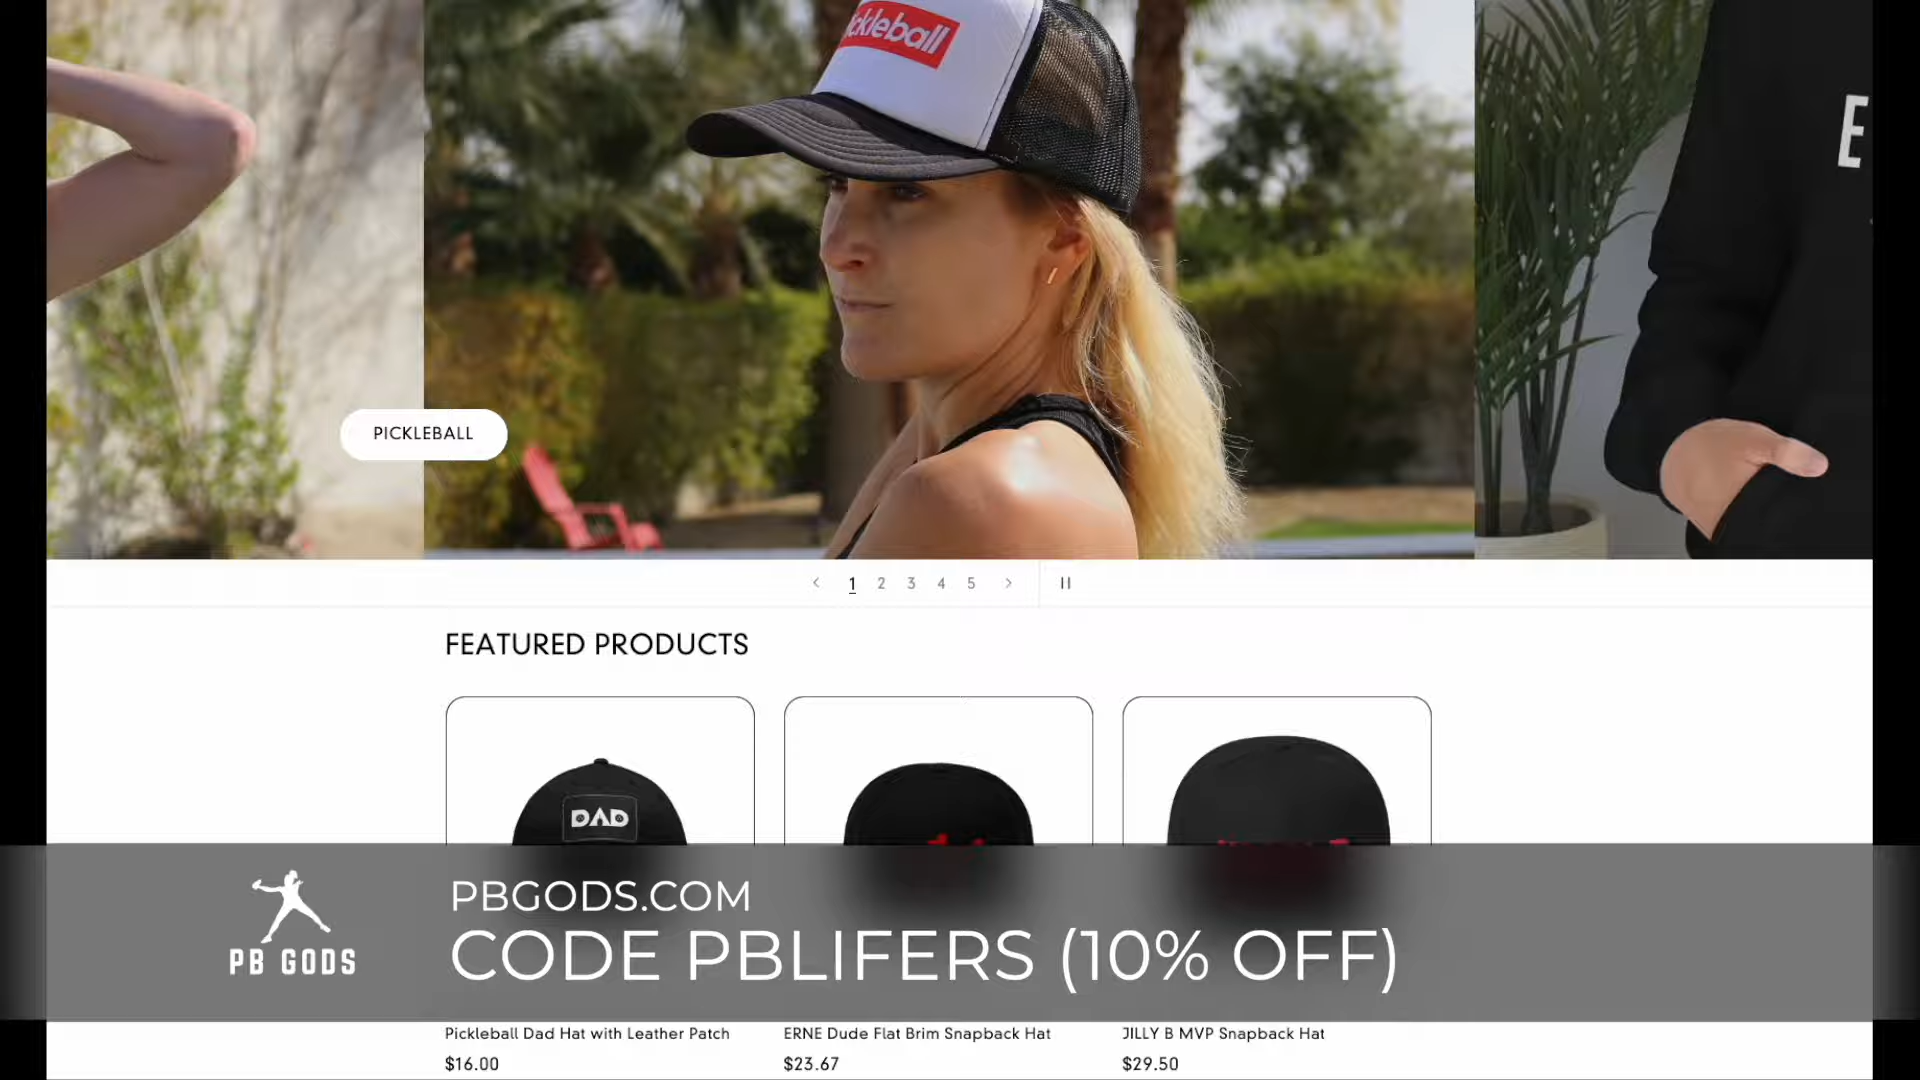 ickleball
E
PICKLEBALL
1 2 3 4 5
FEATURED PRODUCTS
DAD
PBGODS.COM
CODE PBLIFERS (10% OFF)
PB GODS
Pickleball Dad Hat with Leather Patch
$16.00
ERNE Dude Flat Brim Snapback Hat
$23.67
JILLY B MVP Snapback Hat
$29.50